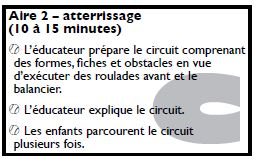 Aire 2 – atterrissage
(10 à 15 minutes)
L'éducateur prépare le circuit comprenant
des formes, fiches et obstacles en vue
d'exécuter des roulades avant et le
balancier.
L'éducateur explique le circuit.
Les enfants parcourent le circuit
plusieurs fois.